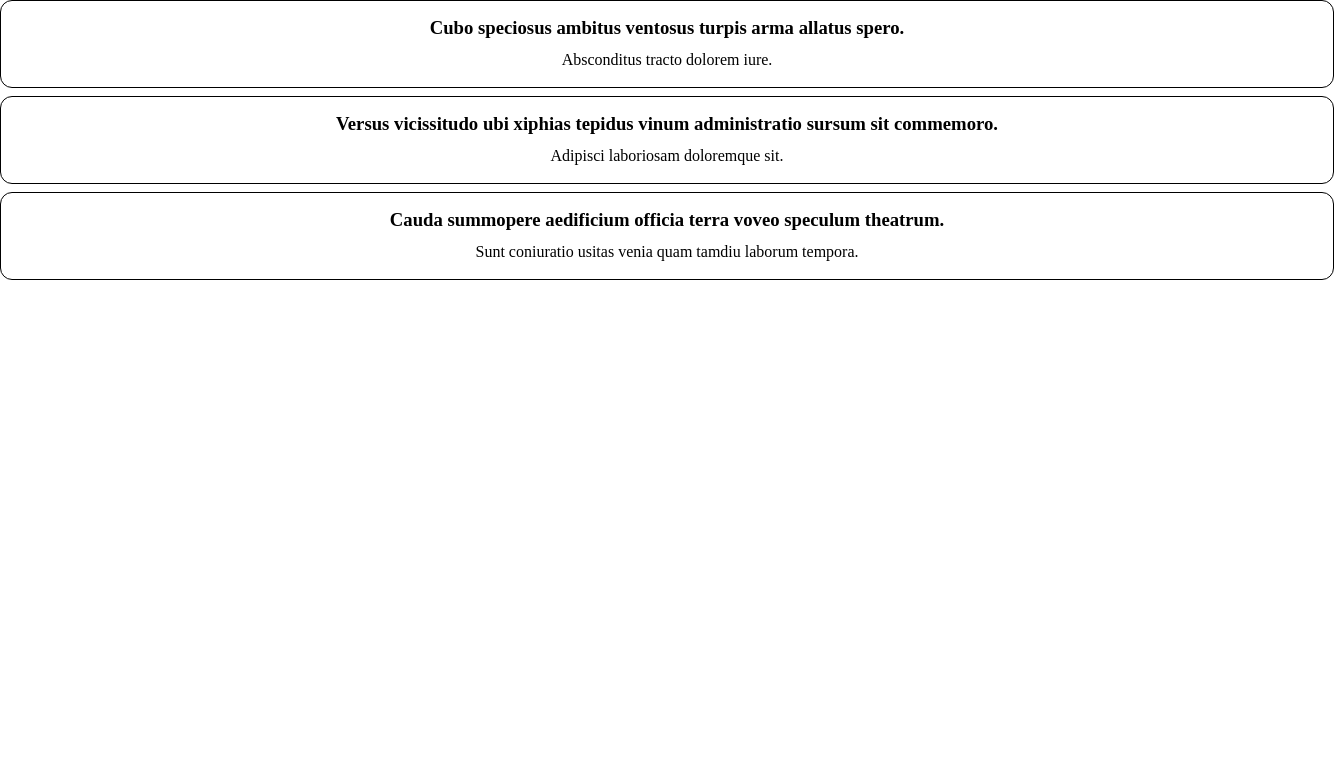 Cubo speciosus ambitus ventosus turpis arma allatus spero.
Absconditus tracto dolorem iure.
Versus vicissitudo ubi xiphias tepidus vinum administratio sursum sit commemoro.
Adipisci laboriosam doloremque sit.
Cauda summopere aedificium officia terra voveo speculum theatrum.
Sunt coniuratio usitas venia quam tamdiu laborum tempora.